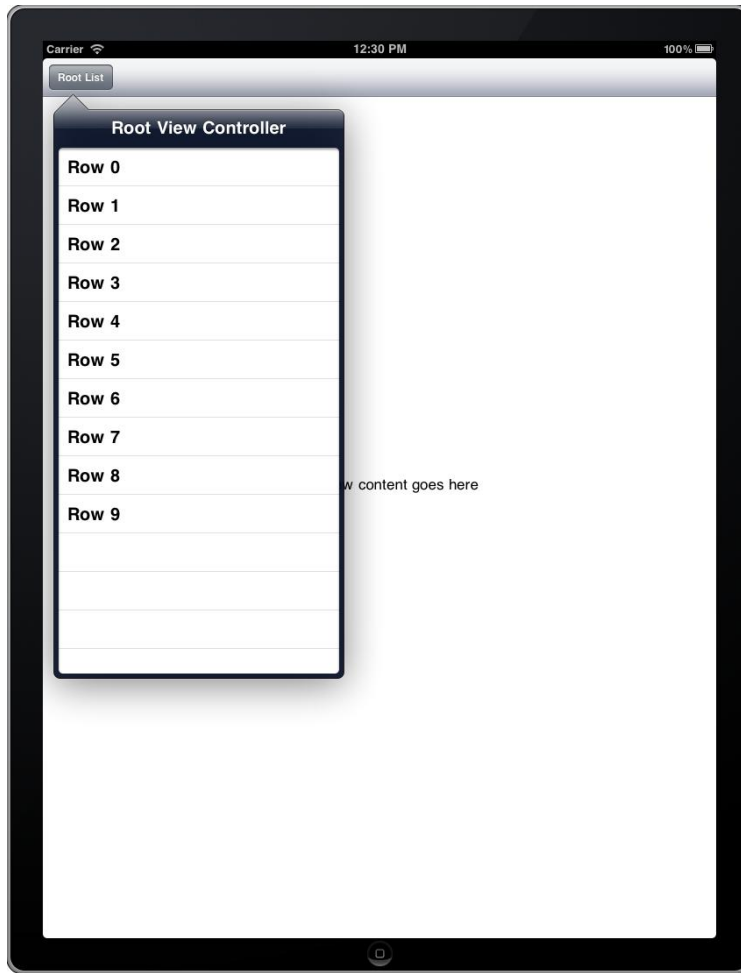 Carrier 12:30 PM 100%
Root List
Root View Controller
Row 0
Row 1
Row 2
Row 3
Row 4
Row 5
Row 6
Row 7
Row 8
content goes here
Row 9